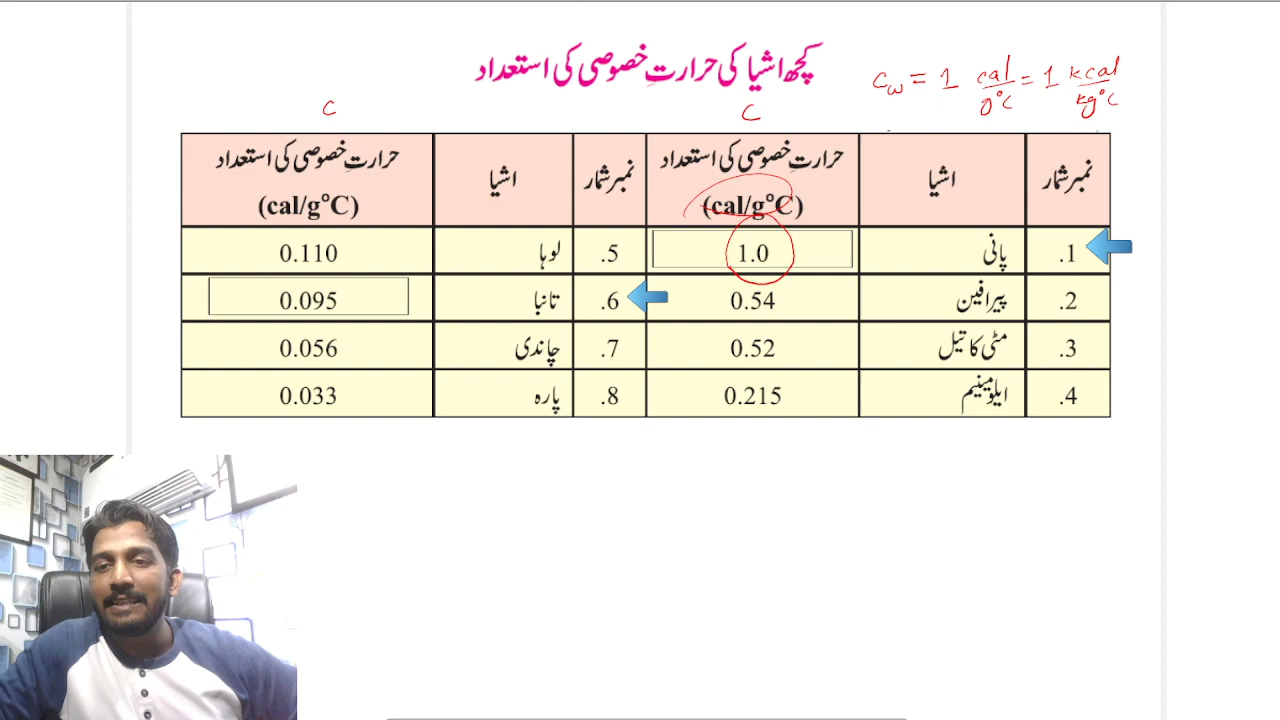 کچھ اشیا کی حرارتِ خصوصی کی استعداد
c_w = 1 cal/g°C = 1 kcal/kg°C
c c
نمبر شمار اشیا حرارتِ خصوصی کی استعداد (cal/g°C) نمبر شمار اشیا حرارتِ خصوصی کی استعداد (cal/g°C)
1. پانی 1.0 5. لوہا 0.110
2. پیرافین 0.54 6. تانبا 0.095
3. مٹی کا تیل 0.52 7. چاندی 0.056
4. ایلومینیم 0.215 8. پارہ 0.033